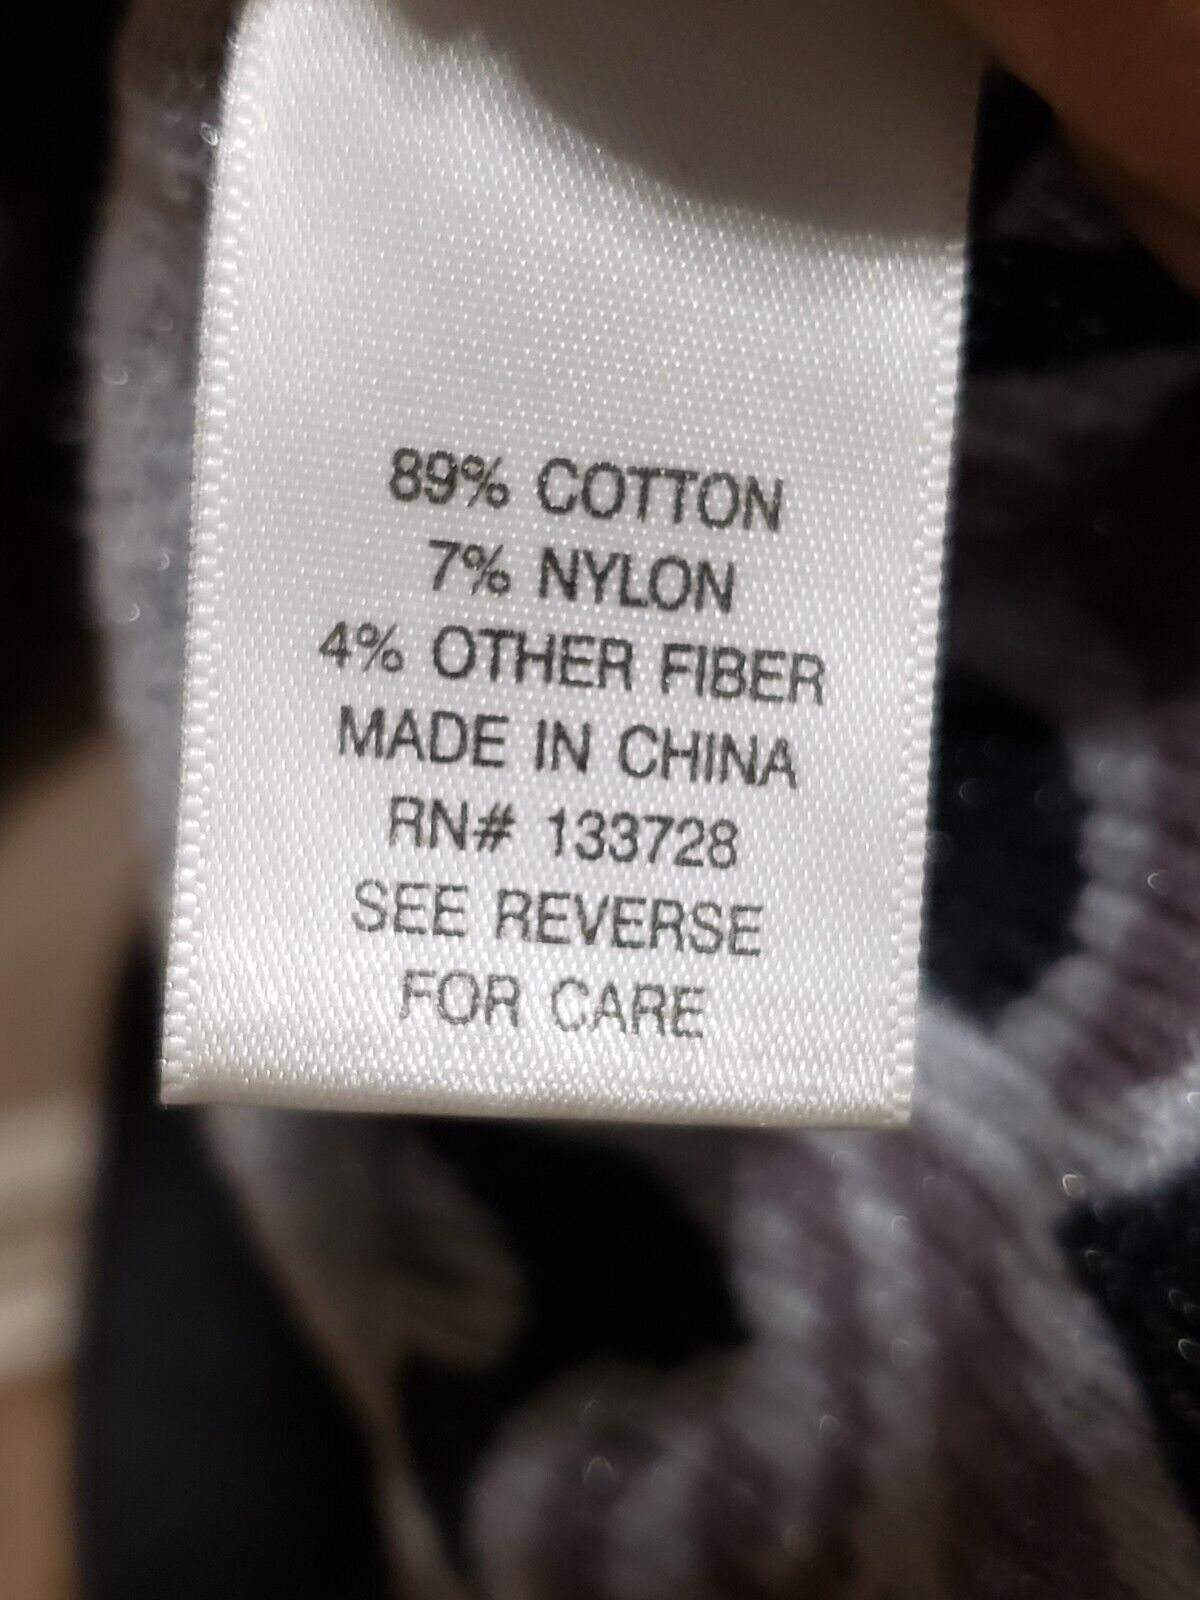 89% COTTON
7% NYLON
4% OTHER FIBER
MADE IN CHINA
RN# 133728
SEE REVERSE
FOR CARE